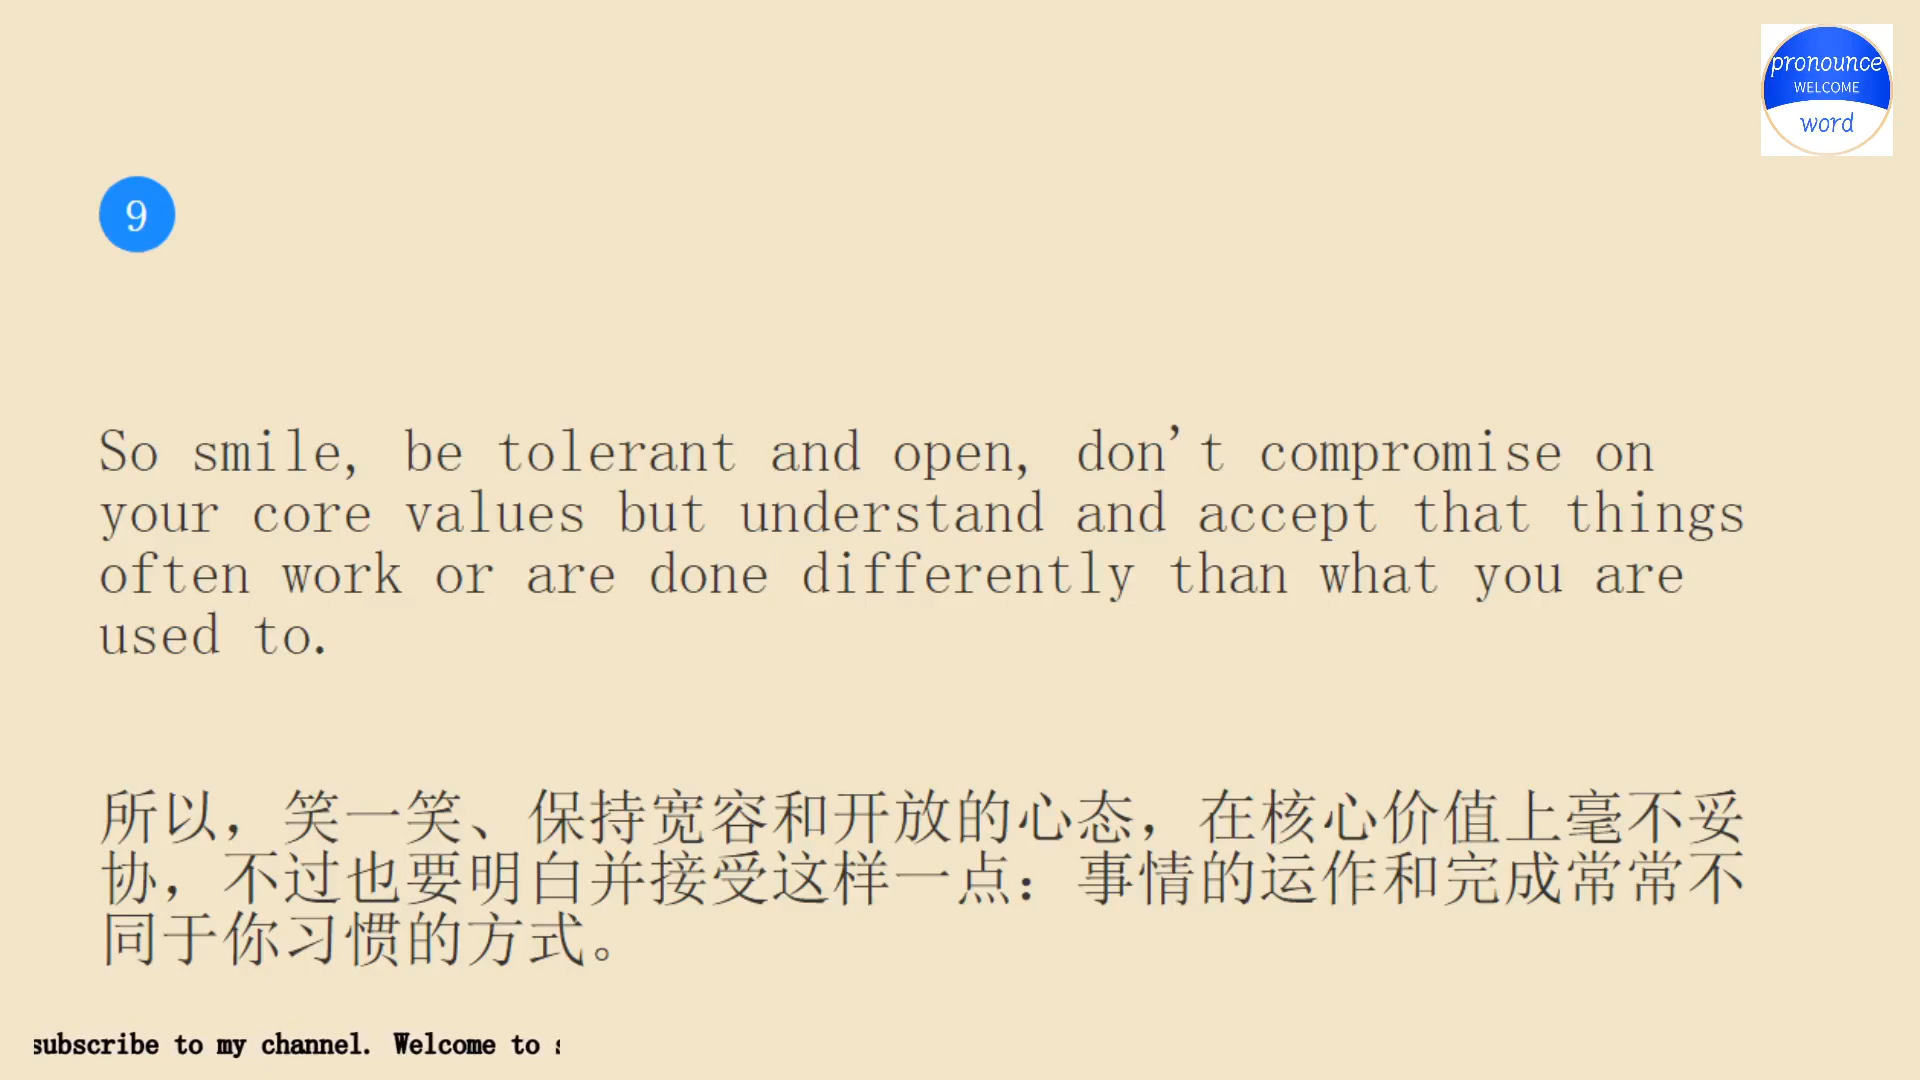 pronounce
WELCOME
word
9
So smile, be tolerant and open, don't compromise on
your core values but understand and accept that things
often work or are done differently than what you are
used to.
所以，笑一笑、保持宽容和开放的心态，在核心价值上毫不妥
协，不过也要明白并接受这样一点：事情的运作和完成常常不
同于你习惯的方式。
subscribe to my channel. Welcome to